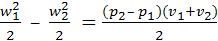 w₁²/2 - w₂²/2 = (p₂-p₁)(v₁+v₂)/2